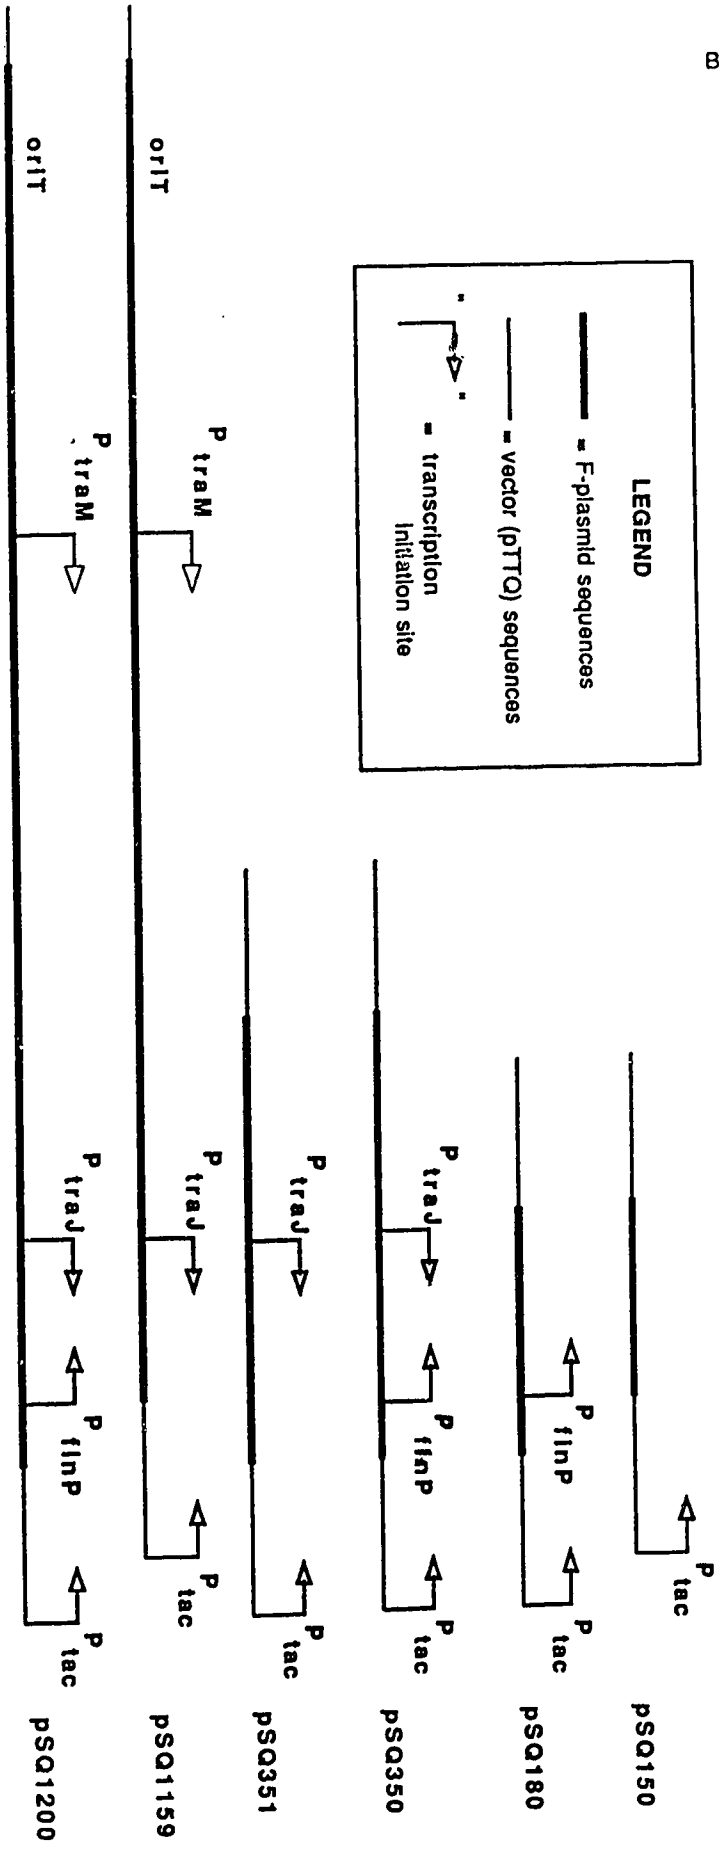 B
LEGEND
= F-plasmid sequences
= vector (pTTQ) sequences
" "
= transcription
initiation site
P tac
pSQ150
P finP
P tac
pSQ180
P traJ
P finP
P tac
pSQ350
P traJ
P tac
pSQ351
oriT
P traM
P traJ
P tac
pSQ1159
oriT
P traM
P traJ
P finP
P tac
pSQ1200